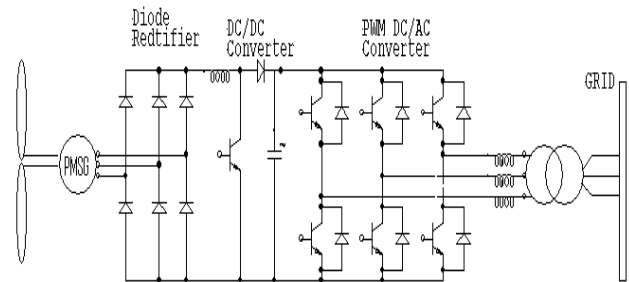 Diode
Redtifier
DC/DC
Converter
PWM DC/AC
Converter
GRID
PMSG